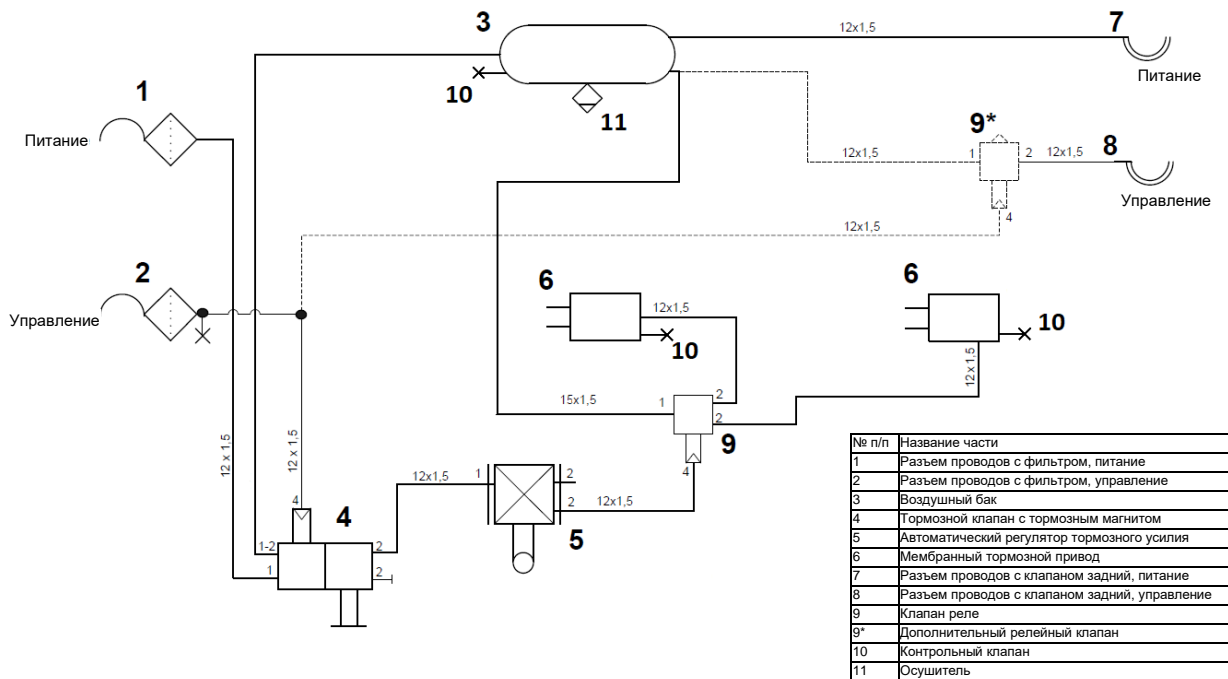 3
12x1,5
7
Питание
10
11
1
Питание
9*
8
12x1,5
1
2
12x1,5
Управление
4
12x1,5
2
Управление
6
12x1,5
10
6
10
12x1,5
15x1,5
1
2
2
9
4
12 x 1,5
12 x 1,5
4
4
1-2
1
2
2
12x1,5
1
2
2
12x1,5
5
№ п/п Название части
1 Разъем проводов с фильтром, питание
2 Разъем проводов с фильтром, управление
3 Воздушный бак
4 Тормозной клапан с тормозным магнитом
5 Автоматический регулятор тормозного усилия
6 Мембранный тормозной привод
7 Разъем проводов с клапаном задний, питание
8 Разъем проводов с клапаном задний, управление
9 Клапан реле
9* Дополнительный релейный клапан
10 Контрольный клапан
11 Осушитель